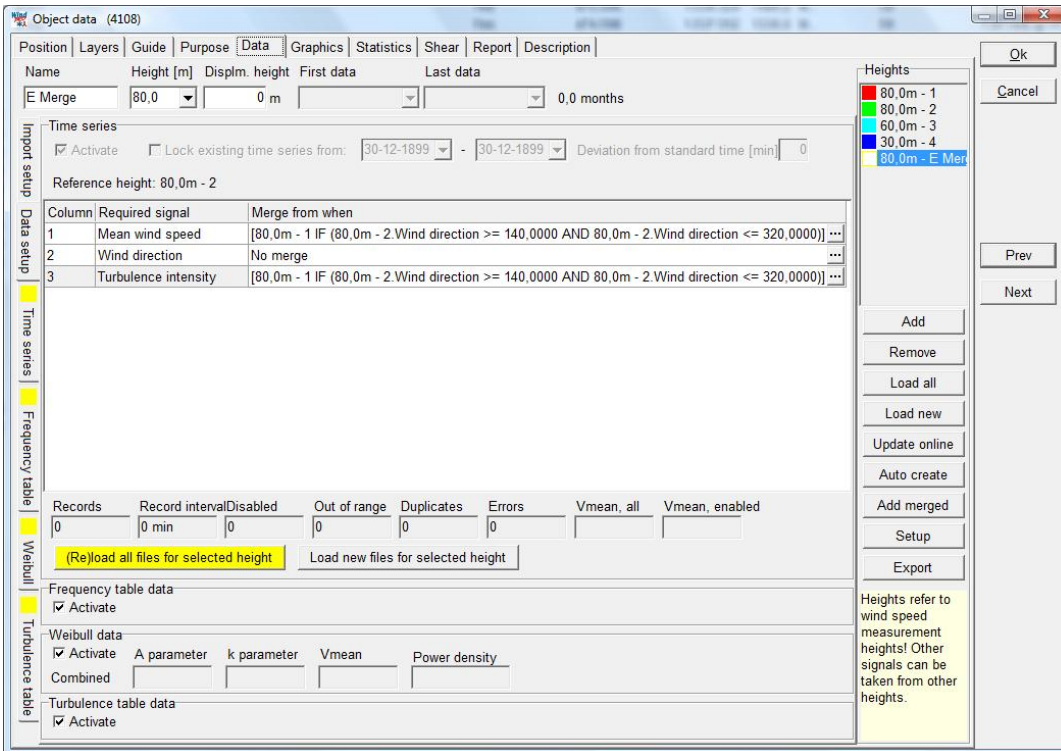 Object data (4108)
Position Layers Guide Purpose Data Graphics Statistics Shear Report Description
Name Height [m] Displm. height First data Last data
E Merge 80,0 0 m 0,0 months
Time series
Activate Lock existing time series from: 30-12-1899 - 30-12-1899 Deviation from standard time [min] 0
Reference height: 80,0m - 2
Column Required signal Merge from when
1 Mean wind speed [80,0m - 1 IF (80,0m - 2.Wind direction >= 140,0000 AND 80,0m - 2.Wind direction <= 320,0000)] ...
2 Wind direction No merge ...
3 Turbulence intensity [80,0m - 1 IF (80,0m - 2.Wind direction >= 140,0000 AND 80,0m - 2.Wind direction <= 320,0000)] ...
Records Record interval Disabled Out of range Duplicates Errors Vmean, all Vmean, enabled
0 0 min 0 0 0 0
(Re)load all files for selected height Load new files for selected height
Frequency table data
Activate
Weibull data
Activate A parameter k parameter Vmean Power density
Combined
Turbulence table data
Activate
Import setup
Data setup
Time series
Frequency table
Weibull
Turbulence table
Heights
80,0m - 1
80,0m - 2
60,0m - 3
30,0m - 4
80,0m - E Mer
Add
Remove
Load all
Load new
Update online
Auto create
Add merged
Setup
Export
Heights refer to
wind speed
measurement
heights! Other
signals can be
taken from other
heights.
Ok
Cancel
Prev
Next